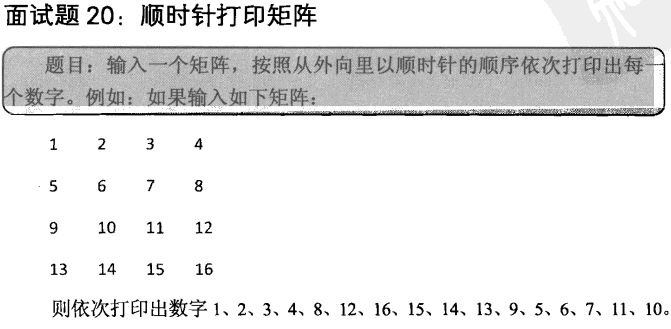 面试题 20：顺时针打印矩阵
题目：输入一个矩阵，按照从外向里以顺时针的顺序依次打印出每一
个数字。例如：如果输入如下矩阵：
1 2 3 4
5 6 7 8
9 10 11 12
13 14 15 16
则依次打印出数字 1、2、3、4、8、12、16、15、14、13、9、5、6、7、11、10。